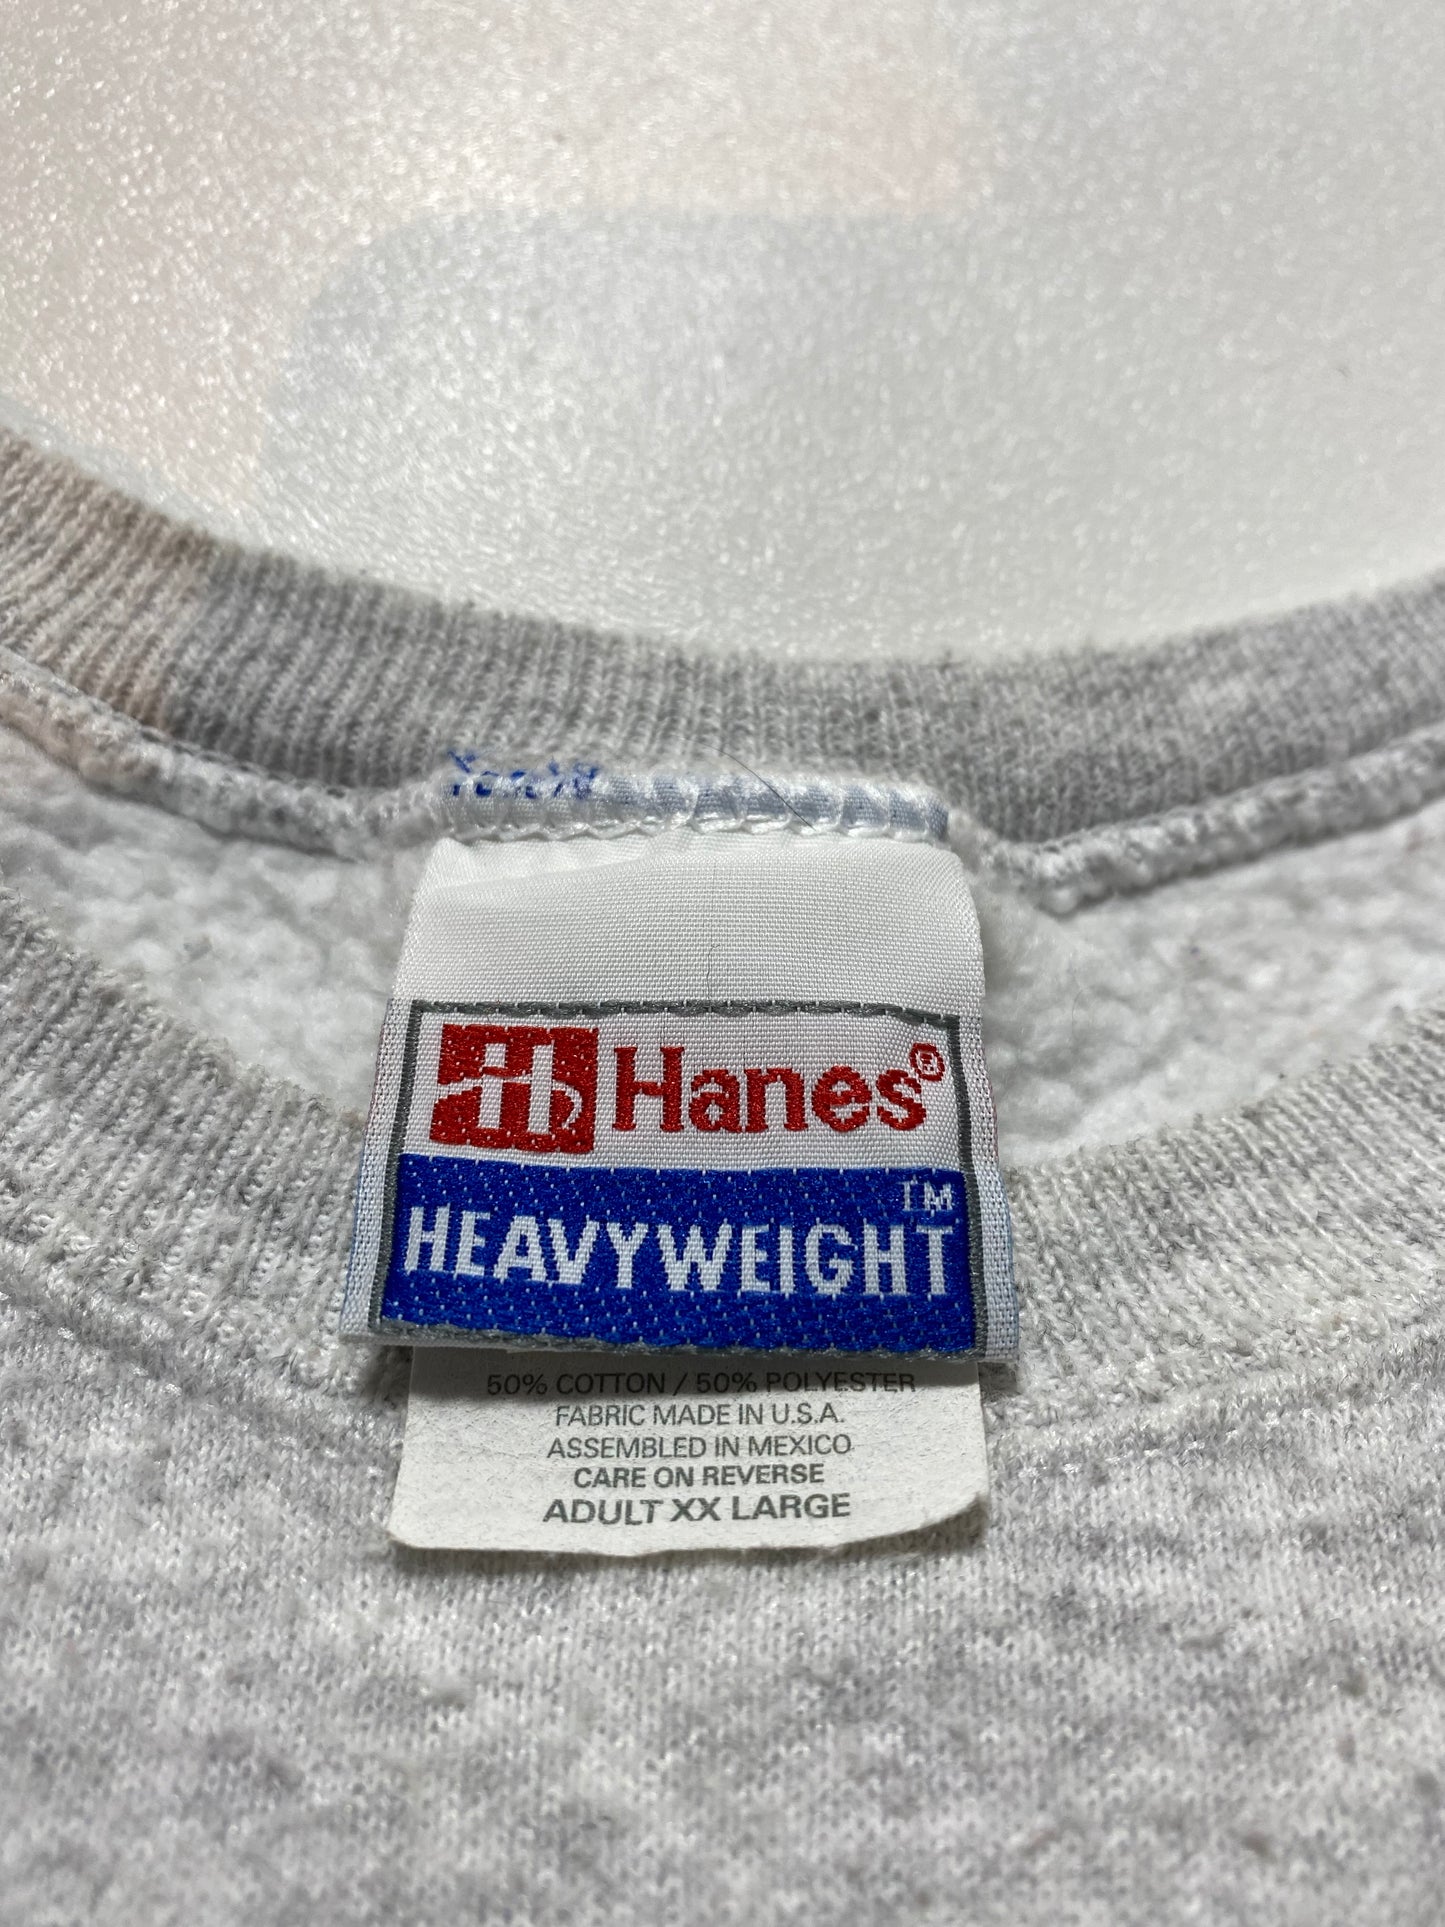 Hanes®
HEAVYWEIGHT™
50% COTTON / 50% POLYESTER
FABRIC MADE IN U.S.A.
ASSEMBLED IN MEXICO
CARE ON REVERSE
ADULT XX LARGE